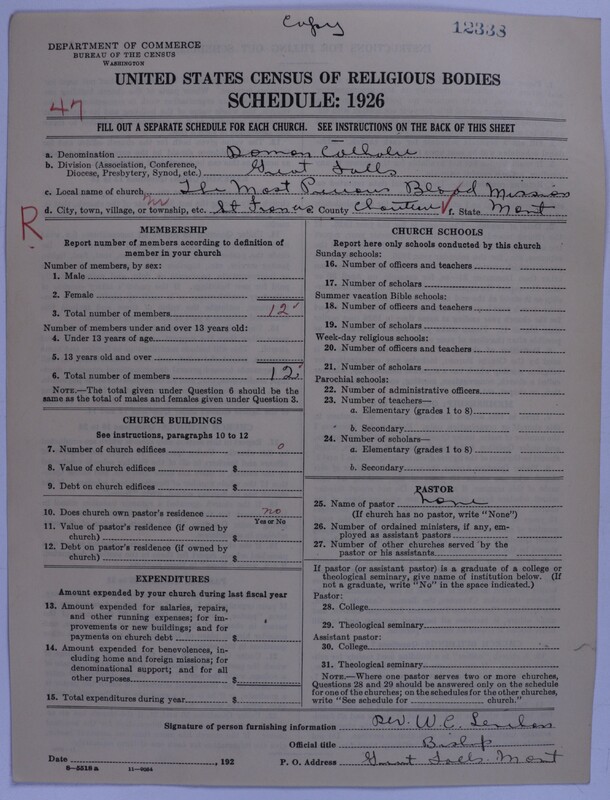 Copy
12338
DEPARTMENT OF COMMERCE
BUREAU OF THE CENSUS
WASHINGTON
UNITED STATES CENSUS OF RELIGIOUS BODIES
SCHEDULE: 1926
47
FILL OUT A SEPARATE SCHEDULE FOR EACH CHURCH. SEE INSTRUCTIONS ON THE BACK OF THIS SHEET
a. Denomination Roman Catholic
b. Division (Association, Conference, Diocese, Presbytery, Synod, etc.) Great Falls
c. Local name of church The Most Precious Blood Mission
d. City, town, village, or township, etc. St Francis County Chouteau f. State Mont
R
MEMBERSHIP
Report number of members according to definition of
member in your church
Number of members, by sex:
1. Male
2. Female
3. Total number of members 12
Number of members under and over 13 years old:
4. Under 13 years of age
5. 13 years old and over
6. Total number of members 12
NOTE.—The total given under Question 6 should be
same as the total of males and females given under Question 3.
CHURCH BUILDINGS
See instructions, paragraphs 10 to 12
7. Number of church edifices 0
8. Value of church edifices $
9. Debt on church edifices $
10. Does church own pastor's residence no
Yes or No
11. Value of pastor's residence (if owned by
church) $
12. Debt on pastor's residence (if owned by
church) $
EXPENDITURES
Amount expended by your church during last fiscal year
13. Amount expended for salaries, repairs,
and other running expenses; for im-
provements or new buildings; and for
payments on church debt $
14. Amount expended for benevolences, in-
cluding home and foreign missions; for
denominational support; and for all
other purposes $
15. Total expenditures during year $
CHURCH SCHOOLS
Report here only schools conducted by this church
Sunday schools:
16. Number of officers and teachers
17. Number of scholars
Summer vacation Bible schools:
18. Number of officers and teachers
19. Number of scholars
Week-day religious schools:
20. Number of officers and teachers
21. Number of scholars
Parochial schools:
22. Number of administrative officers
23. Number of teachers—
a. Elementary (grades 1 to 8)
b. Secondary
24. Number of scholars—
a. Elementary (grades 1 to 8)
b. Secondary
PASTOR
25. Name of pastor none
(If church has no pastor, write "None")
26. Number of ordained ministers, if any, em-
ployed as assistant pastors
27. Number of other churches served by the
pastor or his assistants
If pastor (or assistant pastor) is a graduate of a college or
theological seminary, give name of institution below. (If
not a graduate, write "No" in the space indicated.)
Pastor:
28. College
29. Theological seminary
Assistant pastor:
30. College
31. Theological seminary
NOTE.—Where one pastor serves two or more churches,
Questions 28 and 29 should be answered only on the schedule
for one of the churches; on the schedules for the other churches,
write "See schedule for church."
Signature of person furnishing information Rev. W. C. Lenihan
Official title Bishop
Date , 192 P. O. Address Great Falls Mont
8—5518 a 11—9054